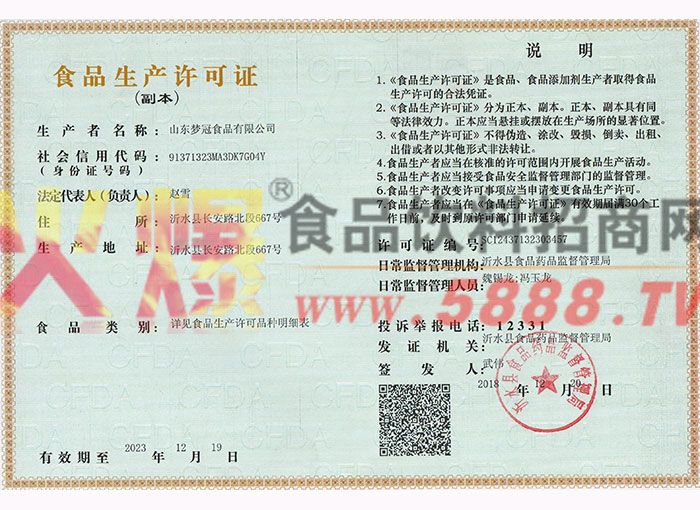 食品生产许可证
(副本)
生产者名称： 山东梦冠食品有限公司
社会信用代码： 91371323MA3DK7G04Y
(身份证号码)
法定代表人(负责人)： 赵雪
住所： 沂水县长安路北段667号
生产地址： 沂水县长安路北段667号
食品类别： 详见食品生产许可品种明细表
有效期至 2023 年 12 月 19 日
说明
1.《食品生产许可证》是食品、食品添加剂生产者取得食品
生产许可的合法凭证。
2.《食品生产许可证》分为正本、副本。正本、副本具有同
等法律效力。正本应当悬挂或摆放在生产场所的显著位置。
3.《食品生产许可证》不得伪造、涂改、毁损、倒卖、出租、
出借或者以其他形式非法转让。
4.食品生产者应当在核准的许可范围内开展食品生产活动。
5.食品生产者应当接受食品安全监督管理部门的监督管理。
6.食品生产者改变许可事项应当申请变更食品生产许可。
7.食品生产者应当在《食品生产许可证》有效期届满30个工
作日前,及时到原许可部门申请延续。
许可证编号： SC12437132303457
日常监督管理机构： 沂水县食品药品监督管理局
日常监督管理人员： 魏锡龙;冯玉龙
投诉举报电话：12331
发证机关： 沂水县食品药品监督管理局
签发人： 武伟
2018 年 12 月 20 日
沂水县食品药品监督管理局
火爆®食品饮料招商网
www.5888.TV